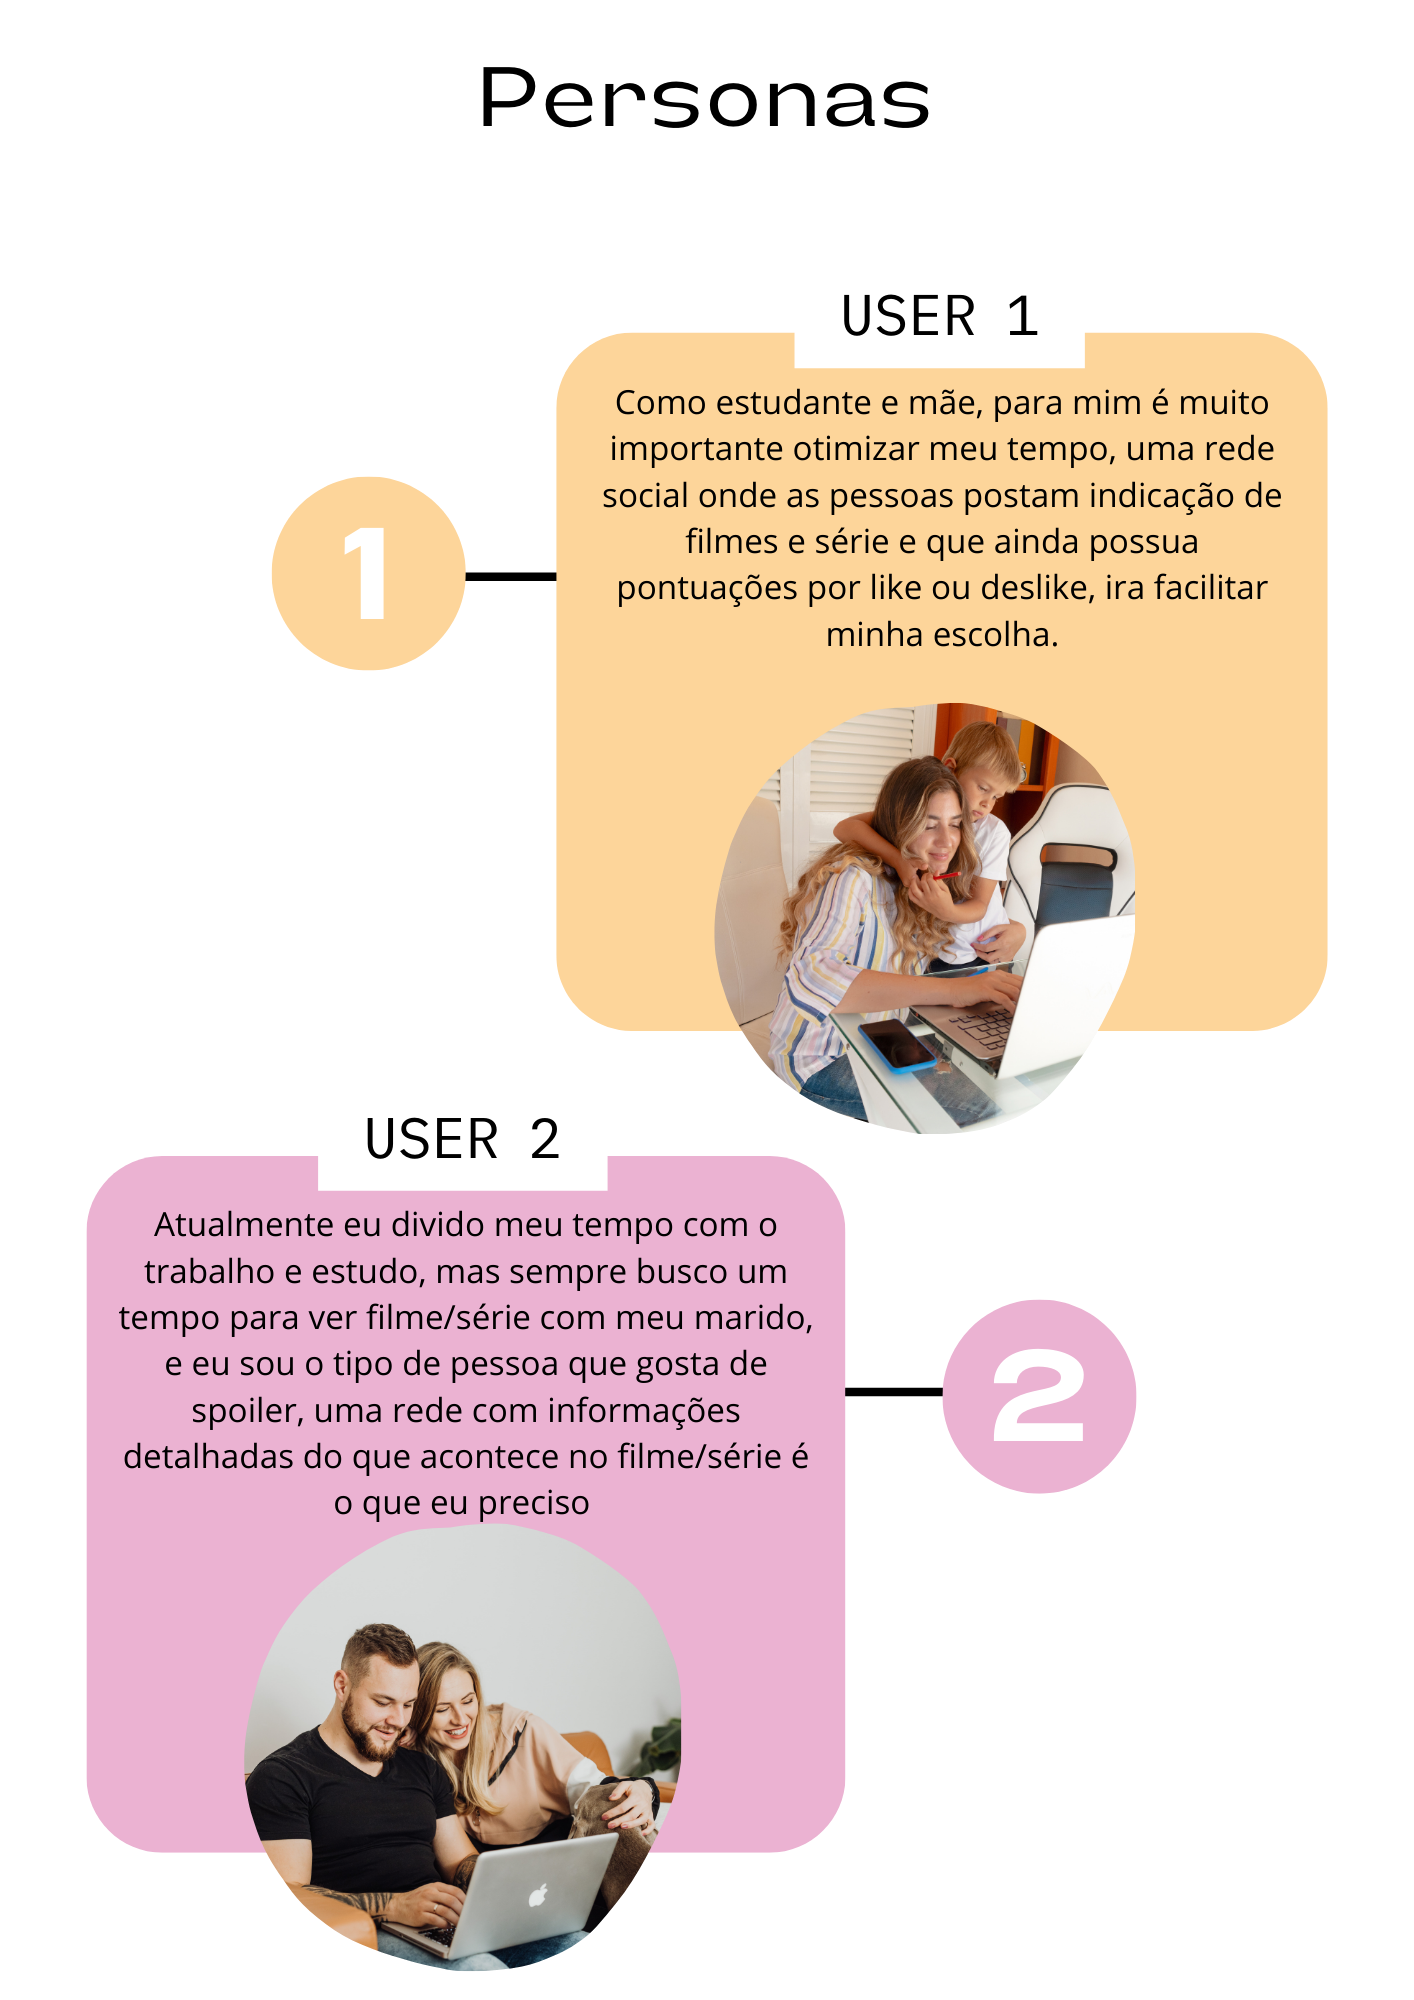 Personas
USER 1
Como estudante e mãe, para mim é muito
importante otimizar meu tempo, uma rede
social onde as pessoas postam indicação de
filmes e série e que ainda possua
pontuações por like ou deslike, ira facilitar
minha escolha.
1
USER 2
Atualmente eu divido meu tempo com o
trabalho e estudo, mas sempre busco um
tempo para ver filme/série com meu marido,
e eu sou o tipo de pessoa que gosta de
spoiler, uma rede com informações
detalhadas do que acontece no filme/série é
o que eu preciso
2